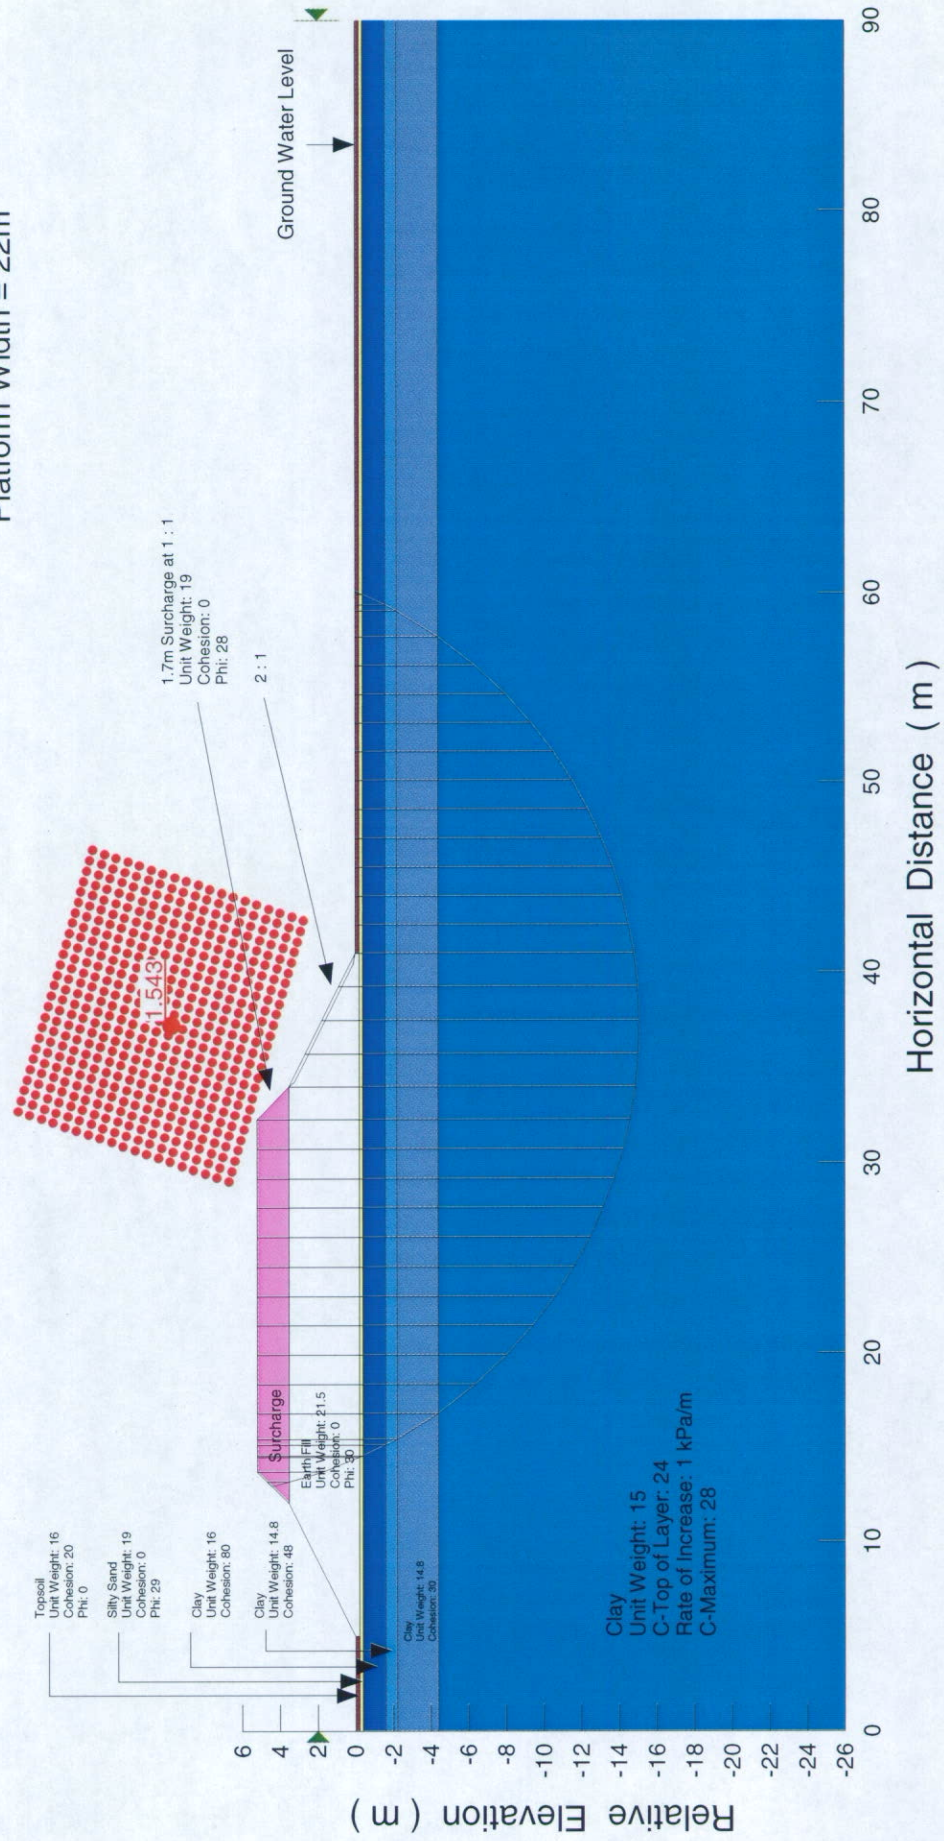 Platform Width = 22m
1.7m Surcharge at 1 : 1
Unit Weight: 19
Cohesion: 0
Phi: 28
2 : 1
Ground Water Level
1.543
Topsoil
Unit Weight: 16
Cohesion: 20
Phi: 0
Silty Sand
Unit Weight: 19
Cohesion: 0
Phi: 29
Clay
Unit Weight: 16
Cohesion: 80
Clay
Unit Weight: 14.8
Cohesion: 48
Surcharge
Earth Fill
Unit Weight: 21.5
Cohesion: 0
Phi: 30
Clay
Unit Weight: 14.8
Cohesion: 30
Clay
Unit Weight: 15
C-Top of Layer: 24
Rate of Increase: 1 kPa/m
C-Maximum: 28
6
4
2
0
-2
-4
-6
-8
-10
-12
-14
-16
-18
-20
-22
-24
-26
Relative Elevation ( m )
0
10
20
30
40
50
60
70
80
90
Horizontal Distance ( m )